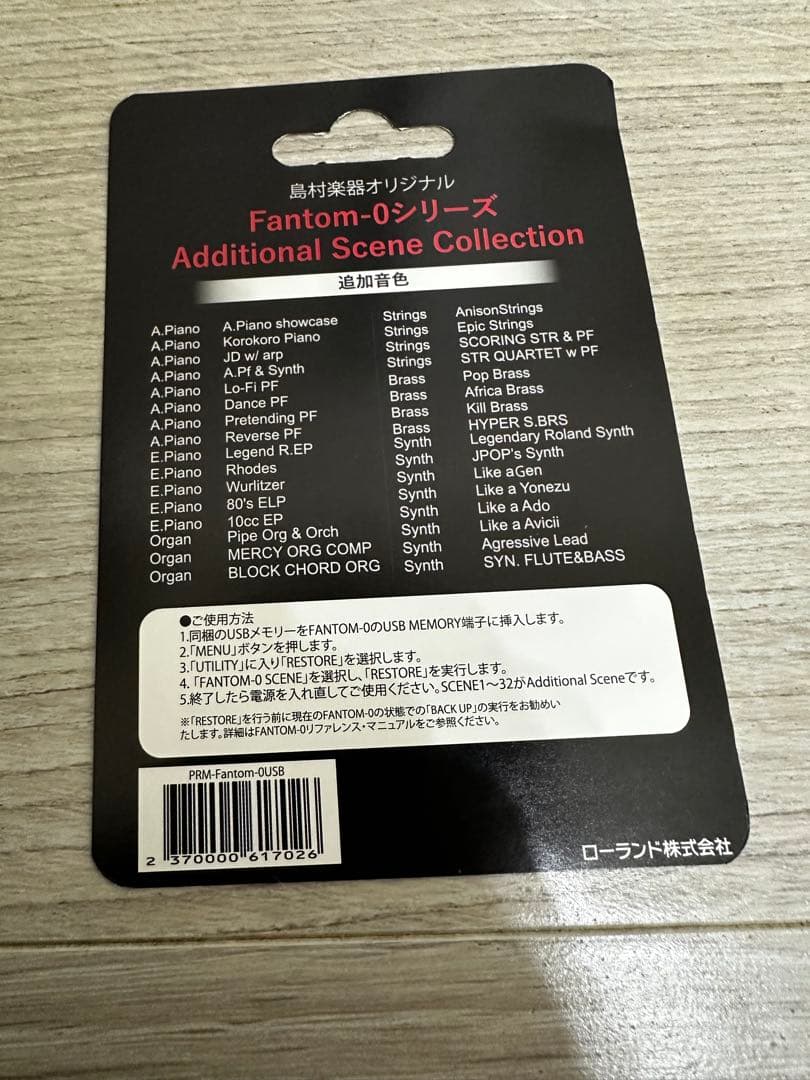 島村楽器オリジナル
Fantom-0シリーズ
Additional Scene Collection
追加音色
A.Piano A.Piano showcase
A.Piano Korokoro Piano
A.Piano JD w/ arp
A.Piano A.Pf & Synth
A.Piano Lo-Fi PF
A.Piano Dance PF
A.Piano Pretending PF
A.Piano Reverse PF
E.Piano Legend R.EP
E.Piano Rhodes
E.Piano Wurlitzer
E.Piano 80's ELP
E.Piano 10cc EP
Organ Pipe Org & Orch
Organ MERCY ORG COMP
Organ BLOCK CHORD ORG
Strings AnisonStrings
Strings Epic Strings
Strings SCORING STR & PF
Strings STR QUARTET w PF
Brass Pop Brass
Brass Africa Brass
Brass Kill Brass
Brass HYPER S.BRS
Synth Legendary Roland Synth
Synth JPOP's Synth
Synth Like aGen
Synth Like a Yonezu
Synth Like a Ado
Synth Like a Avicii
Synth Agressive Lead
Synth SYN. FLUTE&BASS
●ご使用方法
1.同梱のUSBメモリーをFANTOM-0のUSB MEMORY端子に挿入します。
2.「MENU」ボタンを押します。
3.「UTILITY」に入り「RESTORE」を選択します。
4.「FANTOM-0 SCENE」を選択し、「RESTORE」を実行します。
5.終了したら電源を入れ直してご使用ください。SCENE1～32がAdditional Sceneです。
※「RESTORE」を行う前に現在のFANTOM-0の状態での「BACK UP」の実行をお勧めい
たします。詳細はFANTOM-0リファレンス・マニュアルをご参照ください。
PRM-Fantom-0USB
2 370000 617026
ローランド株式会社